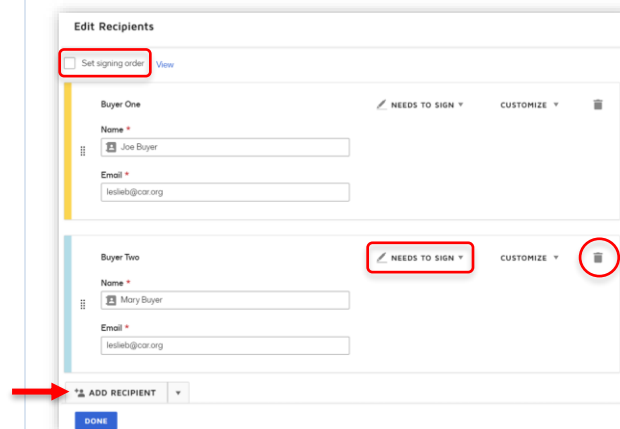 Edit Recipients
Set signing order View
Buyer One NEEDS TO SIGN CUSTOMIZE
Name *
Joe Buyer
Email *
leslieb@car.org
Buyer Two NEEDS TO SIGN CUSTOMIZE
Name *
Mary Buyer
Email *
leslieb@car.org
ADD RECIPIENT
DONE